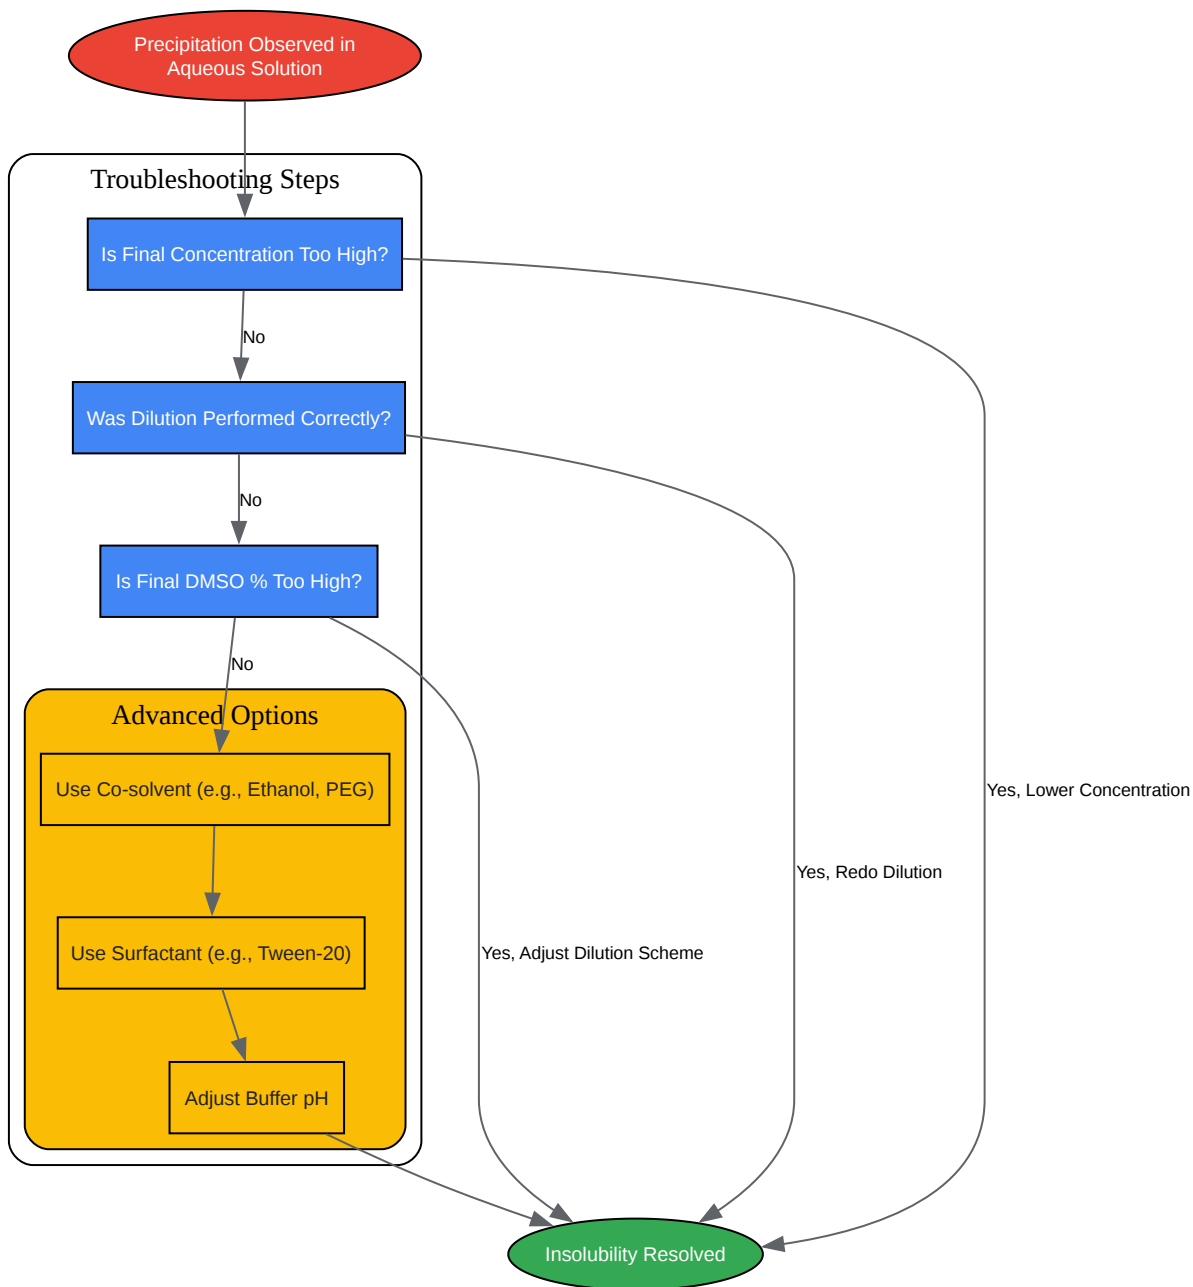 Precipitation Observed in
Aqueous Solution
Troubleshooting Steps
Is Final Concentration Too High?
No
Was Dilution Performed Correctly?
No
Is Final DMSO % Too High?
No
Advanced Options
Use Co-solvent (e.g., Ethanol, PEG)
Yes, Lower Concentration
Yes, Redo Dilution
Use Surfactant (e.g., Tween-20)
Yes, Adjust Dilution Scheme
Adjust Buffer pH
Insolubility Resolved